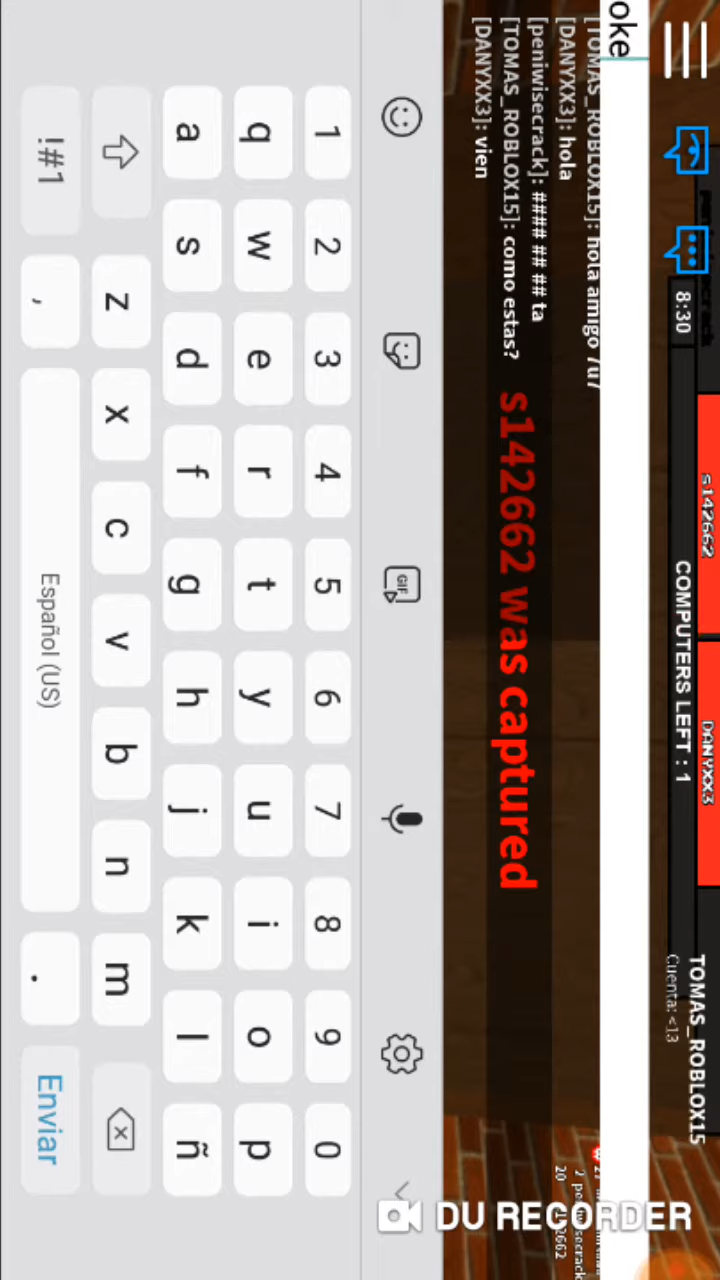 s142662
DANYXX3
TOMAS_ROBLOX15
Cuenta: <13
8:30
COMPUTERS LEFT : 1
oke
[TOMAS_ROBLOX15]: hola amigo 7u7
[DANYXX3]: hola
[peniwisecrack]: #### ## ## ta
[TOMAS_ROBLOX15]: como estas?
[DANYXX3]: vien
s142662 was captured
GIF
1 2 3 4 5 6 7 8 9 0
q w e r t y u i o p
a s d f g h j k l ñ
z x c v b n m
!#1 , Español (US) . Enviar
DU RECORDER